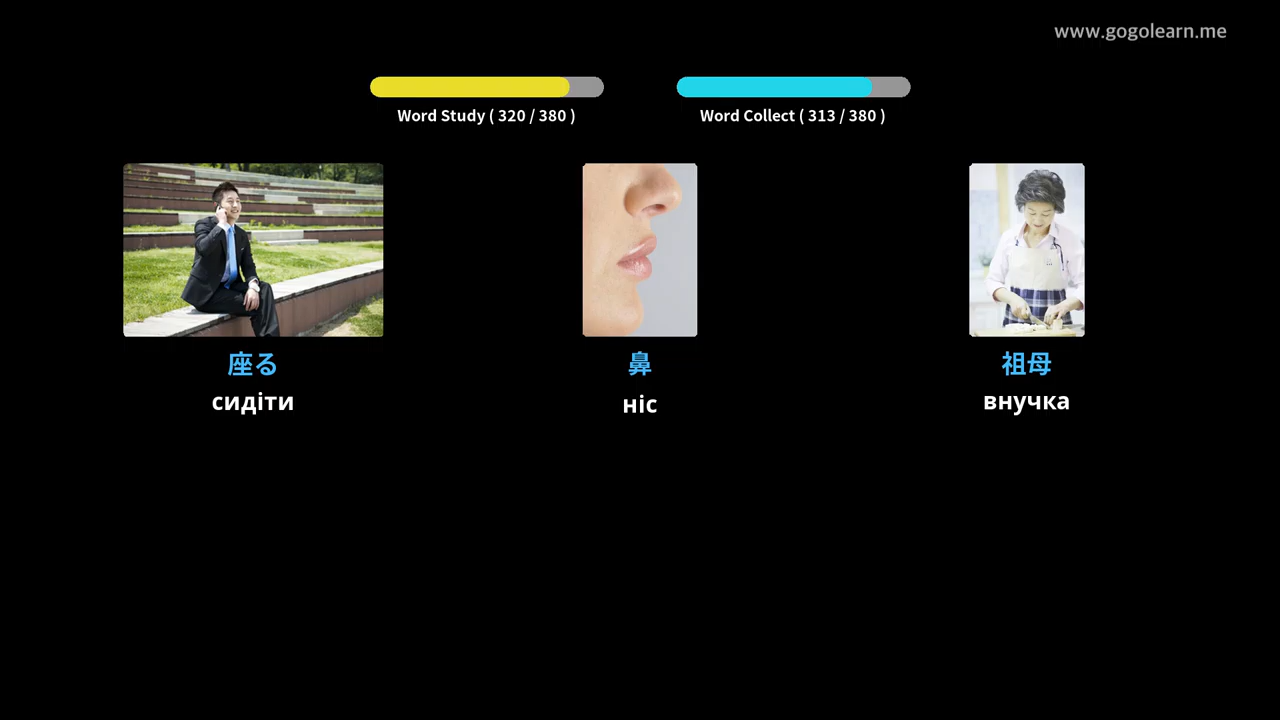 www.gogolearn.me
Word Study ( 320 / 380 )
Word Collect ( 313 / 380 )
座る
сидіти
鼻
ніс
祖母
внучка